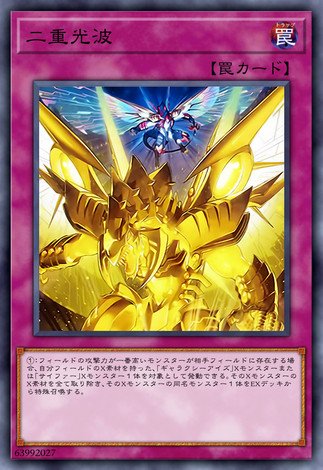 二重光波
トラップ
罠
【罠カード】
①:フィールドの攻撃力が一番高いモンスターが相手フィールドに存在する場
合、自分フィールドのX素材を持った、「ギャラクシーアイズ」Xモンスターまた
は「サイファー」Xモンスター1体を対象として発動できる。そのXモンスターの
X素材を全て取り除き、そのXモンスターの同名モンスター1体をEXデッキか
ら特殊召喚する。
63992027